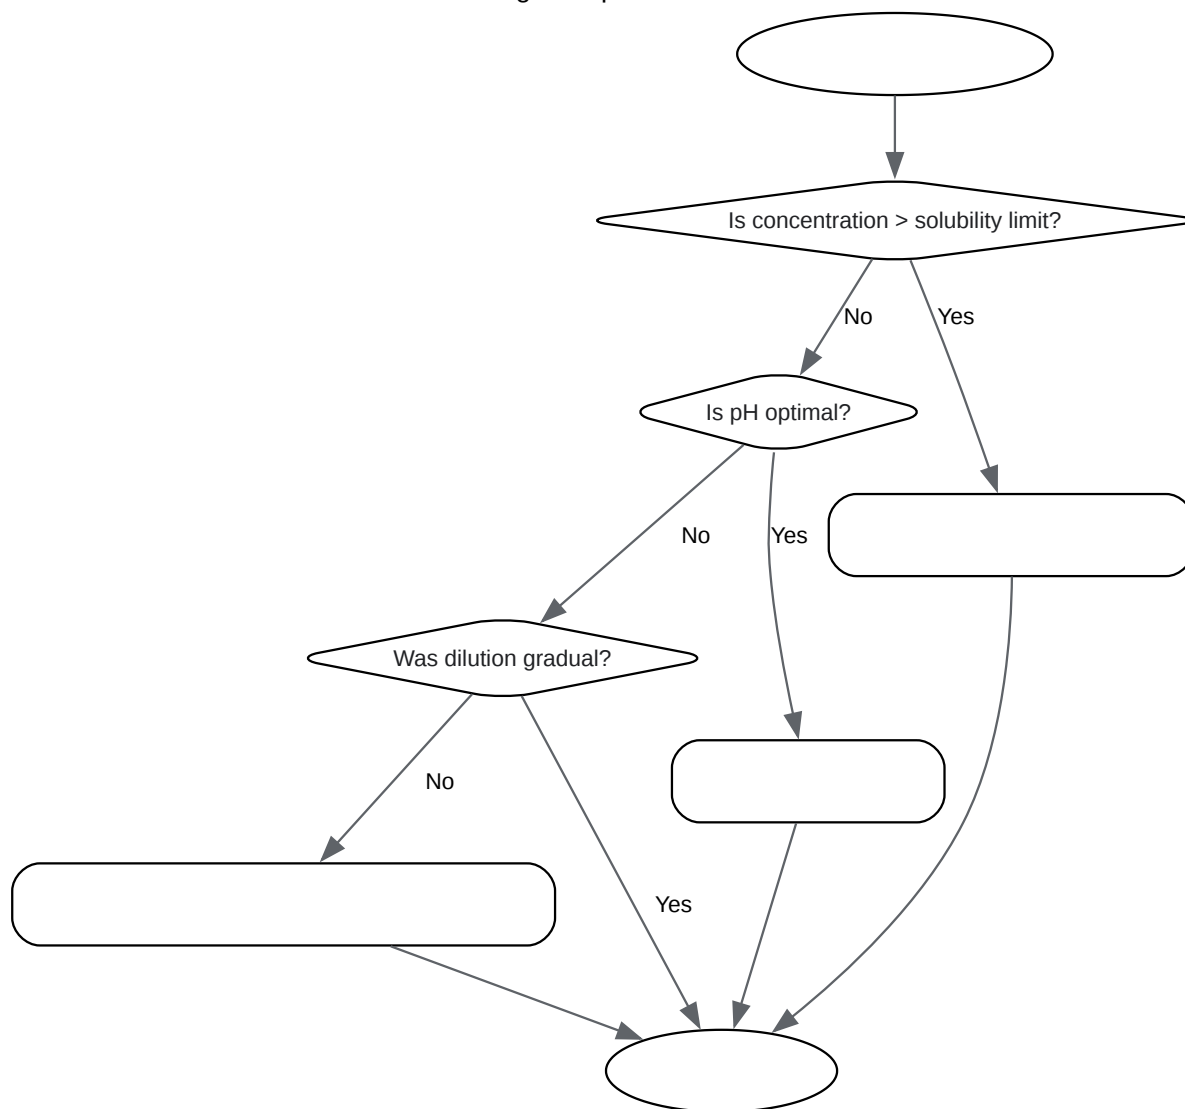 Is concentration > solubility limit?
No
Yes
Is pH optimal?
No
Yes
Was dilution gradual?
No
Yes